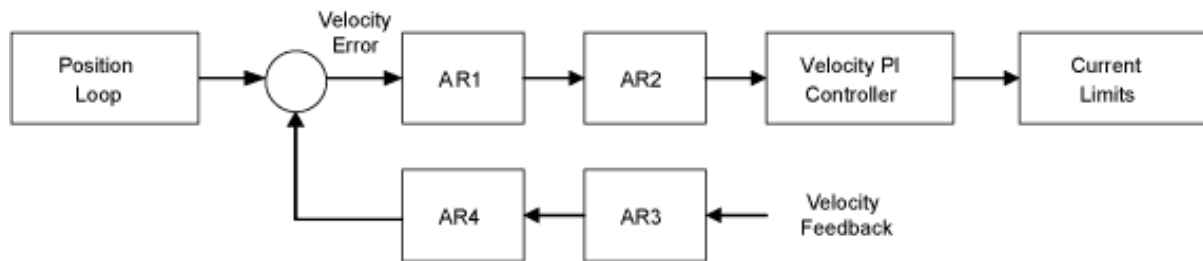 Velocity
Error
Position
Loop
AR1
AR2
Velocity PI
Controller
Current
Limits
AR4
AR3
Velocity
Feedback